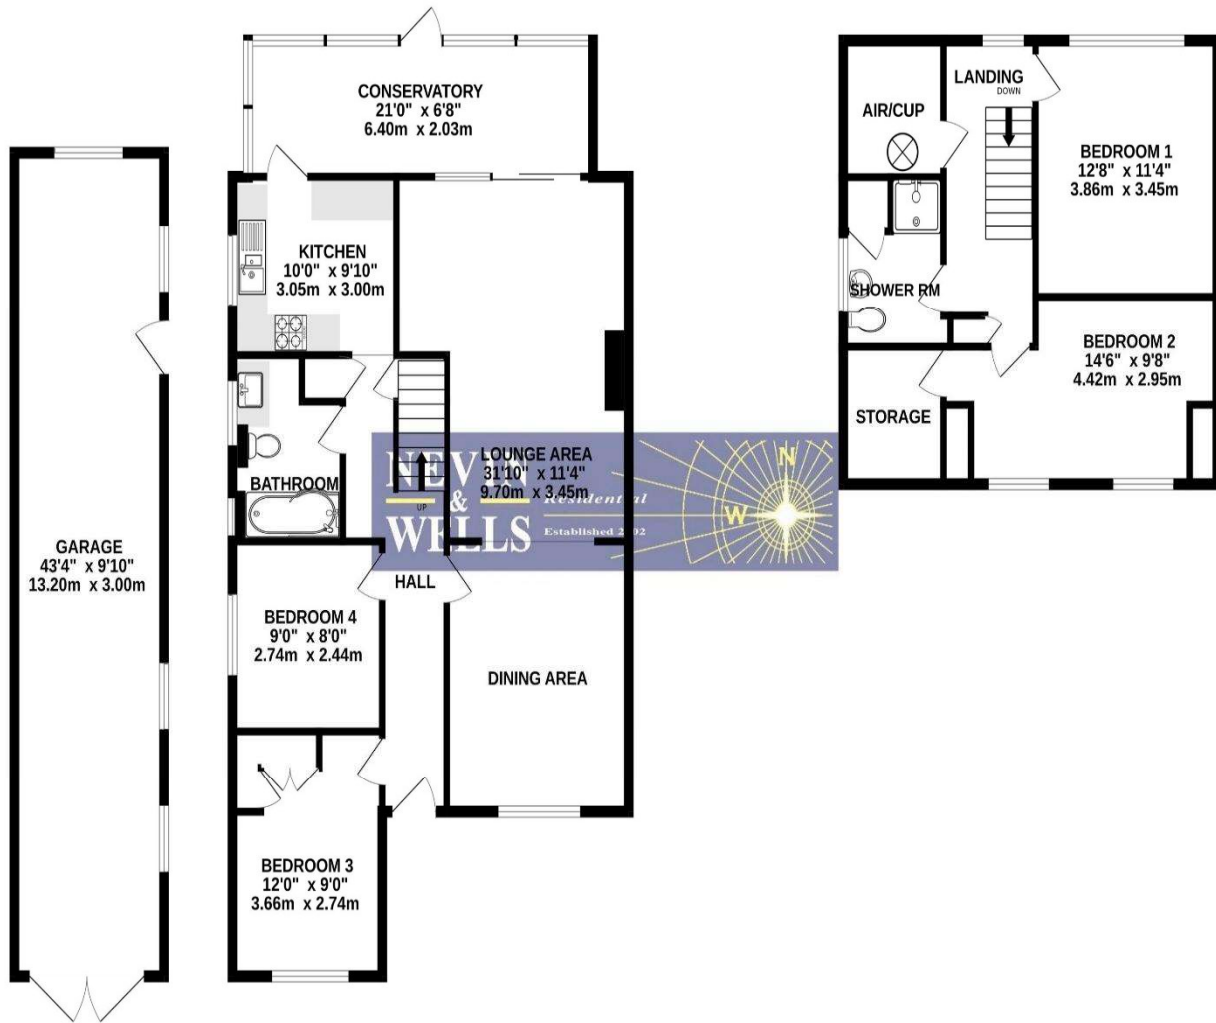 CONSERVATORY
21'0" x 6'8"
6.40m x 2.03m
KITCHEN
10'0" x 9'10"
3.05m x 3.00m
LOUNGE AREA
31'10" x 11'4"
9.70m x 3.45m
BATHROOM
UP
HALL
GARAGE
43'4" x 9'10"
13.20m x 3.00m
BEDROOM 4
9'0" x 8'0"
2.74m x 2.44m
DINING AREA
BEDROOM 3
12'0" x 9'0"
3.66m x 2.74m
LANDING
DOWN
AIR/CUP
BEDROOM 1
12'8" x 11'4"
3.86m x 3.45m
SHOWER RM
BEDROOM 2
14'6" x 9'8"
4.42m x 2.95m
STORAGE
NEVIN
&
WELLS
Residential
Established 2002
N
W